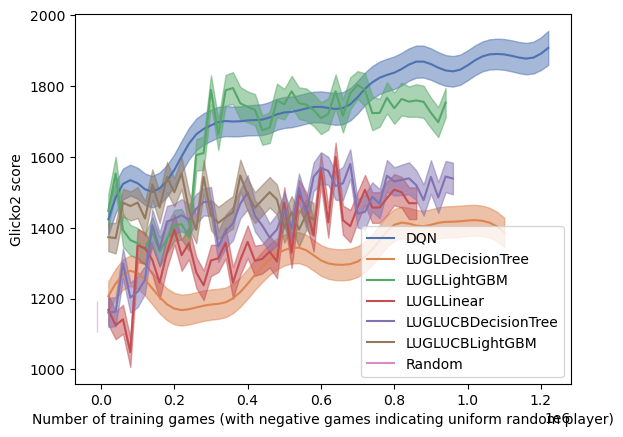 2000
1800
1600
1400
1200
1000
Glicko2 score
DQN
LUGLDecisionTree
LUGLLightGBM
LUGLLinear
LUGLUCBDecisionTree
LUGLUCBLightGBM
Random
0.0 0.2 0.4 0.6 0.8 1.0 1.2
1e6
Number of training games (with negative games indicating uniform random player)